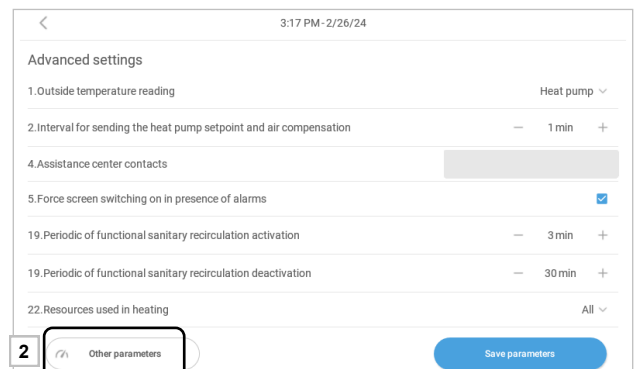 3:17 PM-2/26/24
Advanced settings
1.Outside temperature reading
Heat pump
2.Interval for sending the heat pump setpoint and air compensation
1 min
4.Assistance center contacts
5.Force screen switching on in presence of alarms
19.Periodic of functional sanitary recirculation activation
3 min
19.Periodic of functional sanitary recirculation deactivation
30 min
22.Resources used in heating
All
2
Other parameters
Save parameters